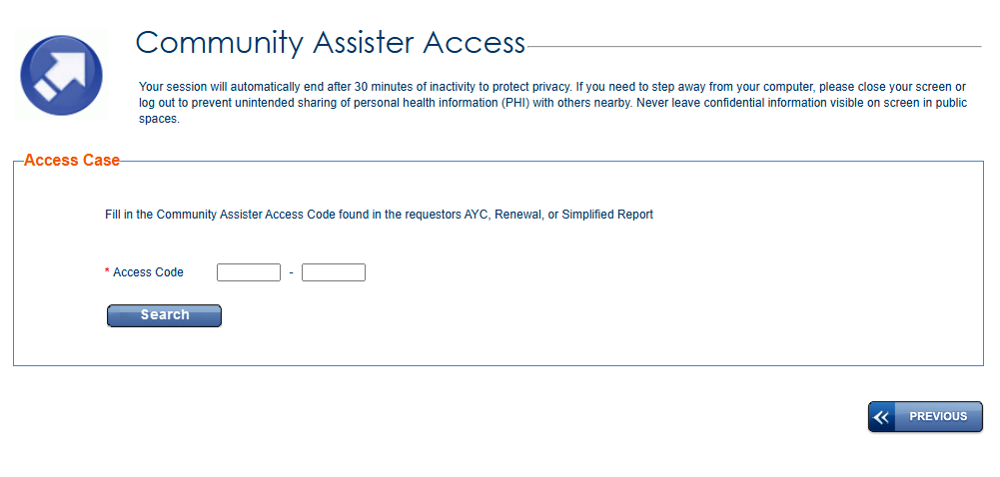 Community Assister Access
Your session will automatically end after 30 minutes of inactivity to protect privacy. If you need to step away from your computer, please close your screen or
log out to prevent unintended sharing of personal health information (PHI) with others nearby. Never leave confidential information visible on screen in public
spaces.
Access Case
Fill in the Community Assister Access Code found in the requestors AYC, Renewal, or Simplified Report
* Access Code -
Search
PREVIOUS